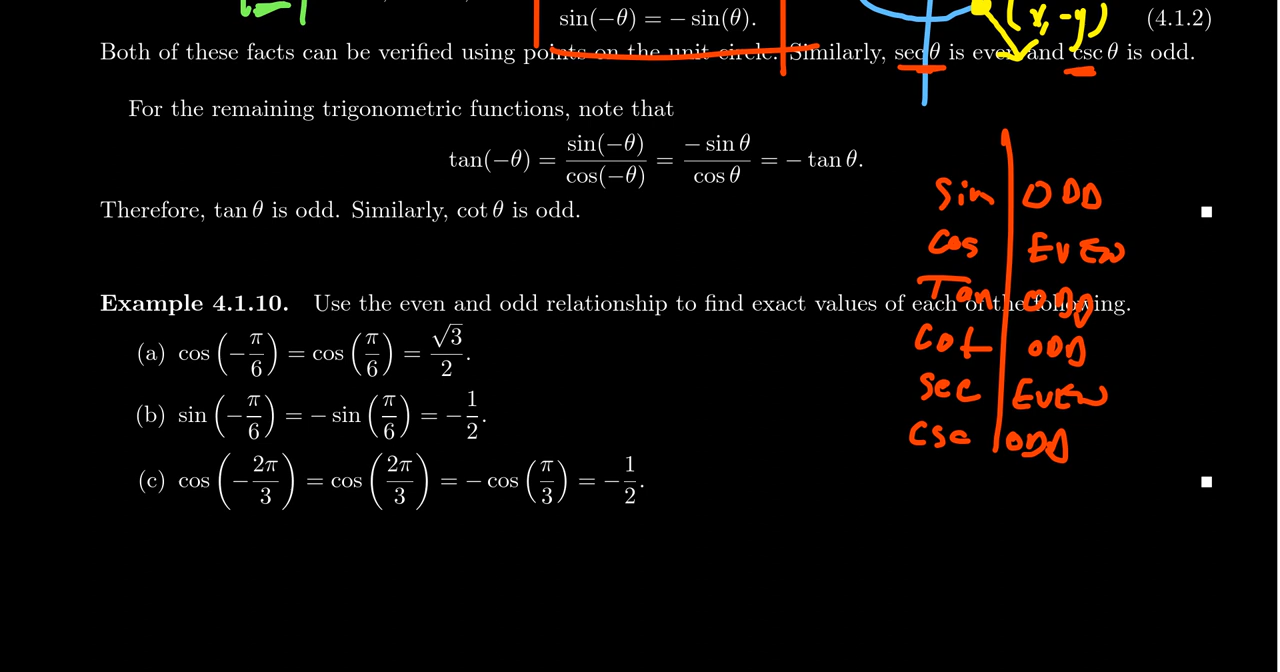 sin(−θ) = − sin(θ).
(x, -y)
(4.1.2)
Both of these facts can be verified using points on the unit circle. Similarly, sec θ is even and csc θ is odd.
For the remaining trigonometric functions, note that
tan(−θ) = sin(−θ)/cos(−θ) = − sin θ/cos θ = − tan θ.
Therefore, tan θ is odd. Similarly, cot θ is odd.
Sin | ODD
Cos | EVEN
Tan | ODD
Cot | ODD
Sec | EVEN
CSC | ODD
Example 4.1.10. Use the even and odd relationship to find exact values of each of the following.
(a) cos (−π/6) = cos (π/6) = √3/2.
(b) sin (−π/6) = − sin (π/6) = −1/2.
(c) cos (−2π/3) = cos (2π/3) = − cos (π/3) = −1/2.